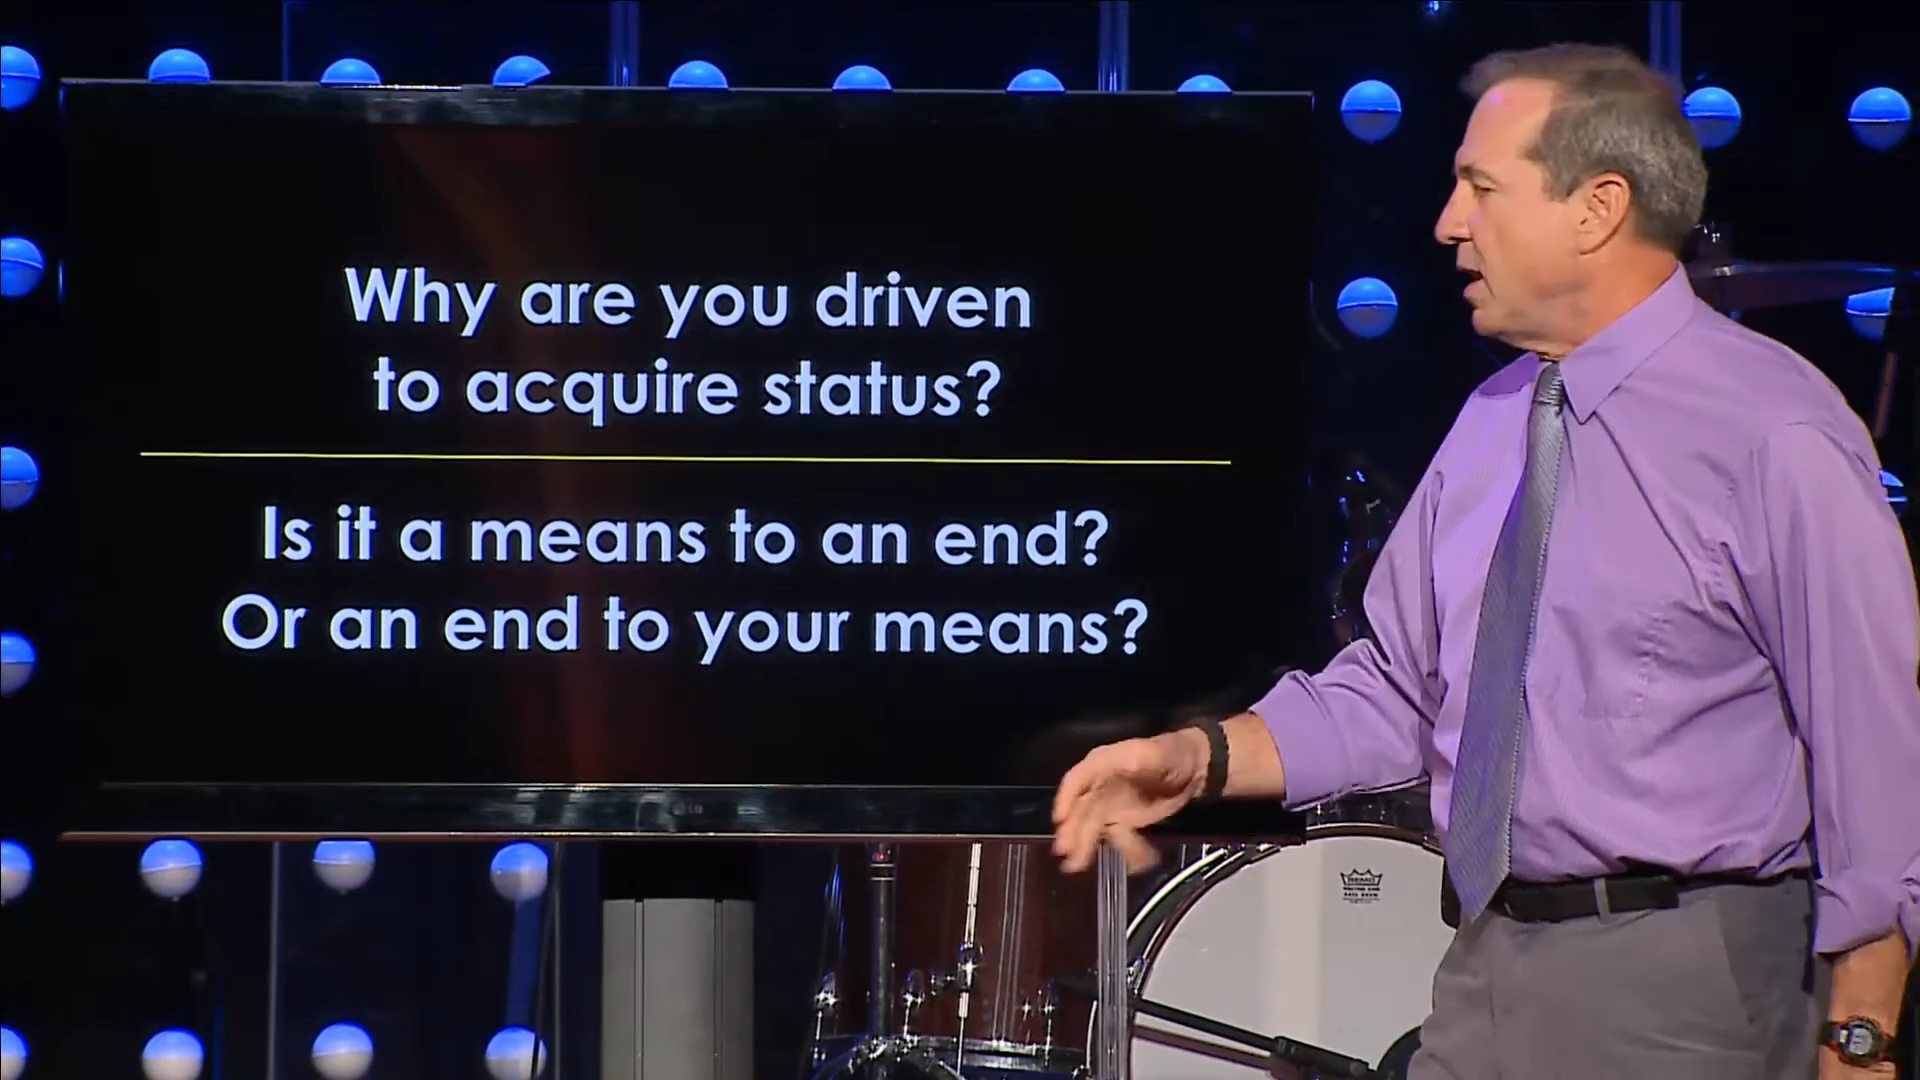 Why are you driven
to acquire status?
Is it a means to an end?
Or an end to your means?
REMO